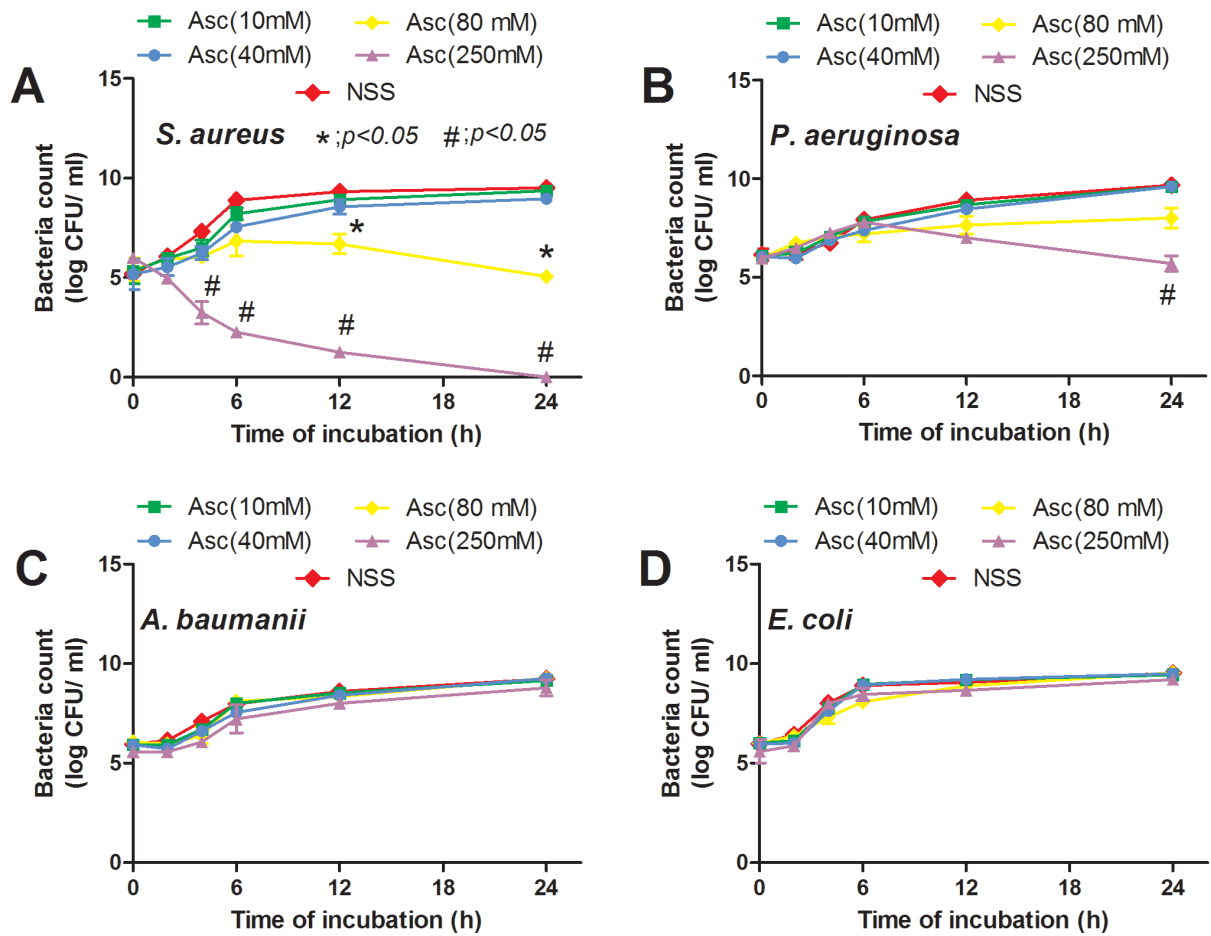 Asc(10mM) Asc(80 mM)
Asc(40mM) Asc(250mM)
NSS
A
S. aureus *;p<0.05 #;p<0.05
Bacteria count
(log CFU/ ml)
15
10
5
0
*
*
#
#
#
#
0 6 12 24
Time of incubation (h)
Asc(10mM) Asc(80 mM)
Asc(40mM) Asc(250mM)
NSS
B
P. aeruginosa
Bacteria count
(log CFU/ ml)
15
10
5
0
#
0 6 12 24
Time of incubation (h)
Asc(10mM) Asc(80 mM)
Asc(40mM) Asc(250mM)
NSS
C
A. baumanii
Bacteria count
(log CFU/ ml)
15
10
5
0
0 6 12 24
Time of incubation (h)
Asc(10mM) Asc(80 mM)
Asc(40mM) Asc(250mM)
NSS
D
E. coli
Bacteria count
(log CFU/ ml)
15
10
5
0
0 6 12 24
Time of incubation (h)